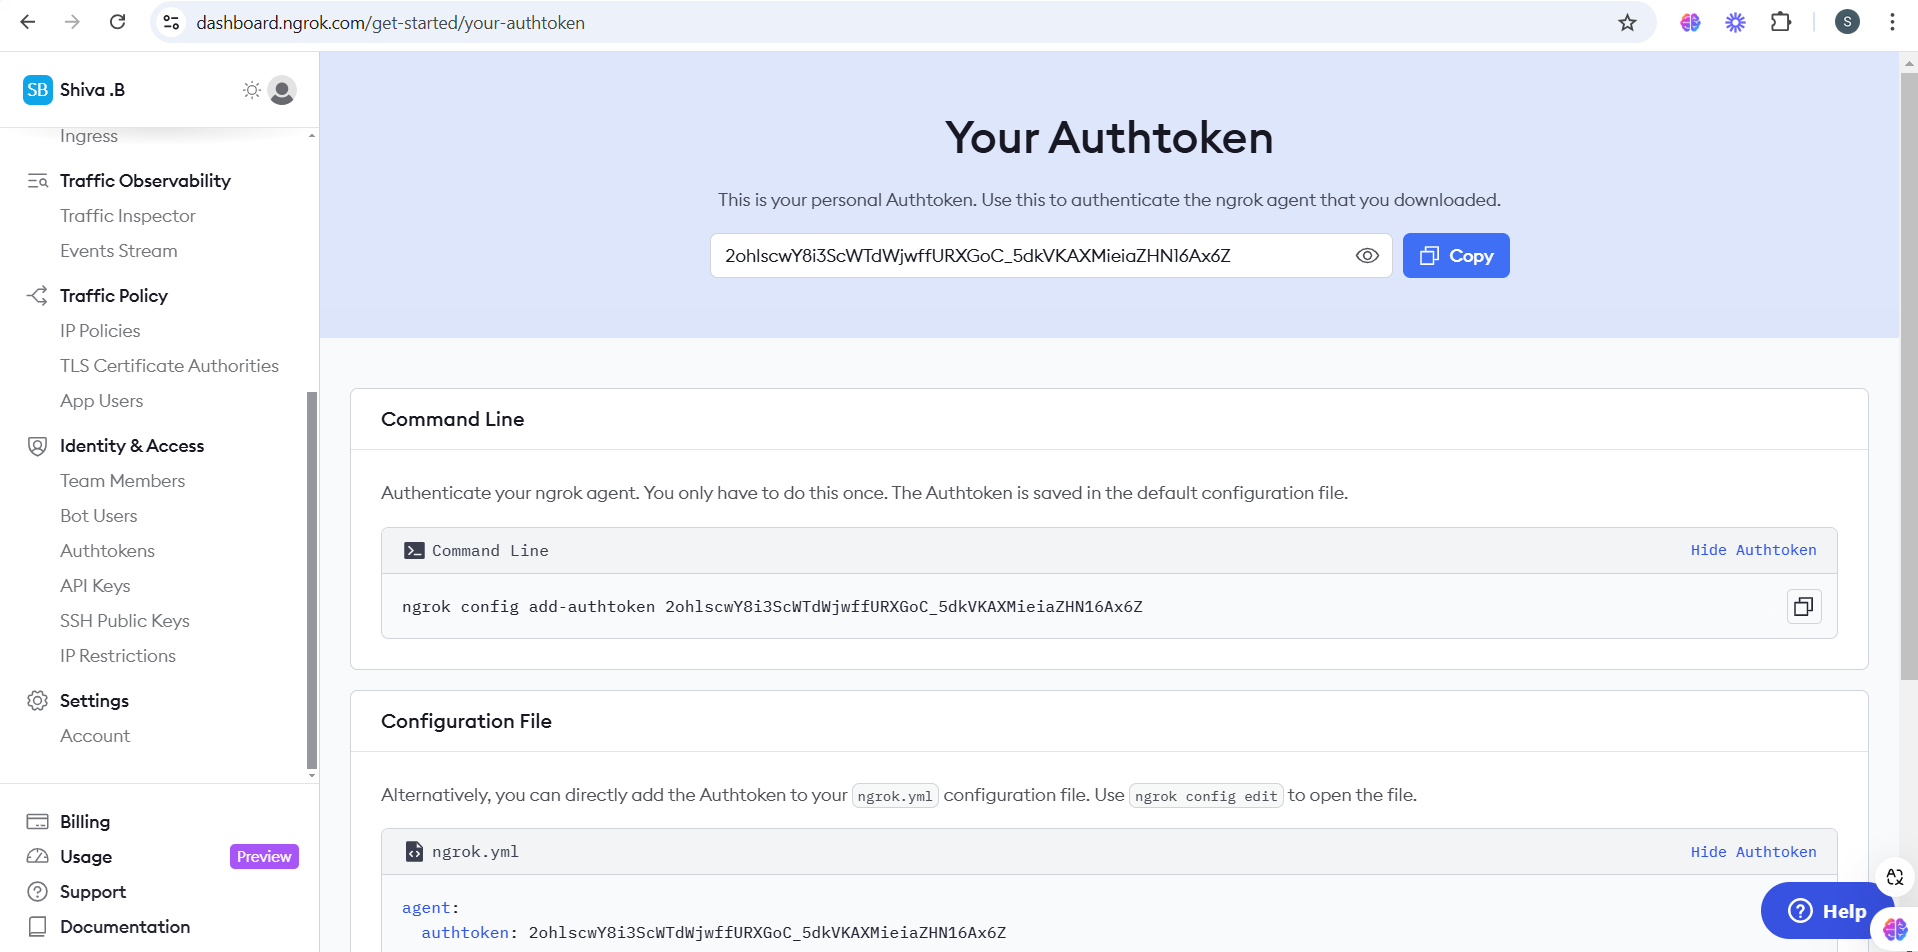 dashboard.ngrok.com/get-started/your-authtoken
S
SB Shiva .B
Ingress
Traffic Observability
Traffic Inspector
Events Stream
Traffic Policy
IP Policies
TLS Certificate Authorities
App Users
Identity & Access
Team Members
Bot Users
Authtokens
API Keys
SSH Public Keys
IP Restrictions
Settings
Account
Billing
Usage Preview
Support
Documentation
Your Authtoken
This is your personal Authtoken. Use this to authenticate the ngrok agent that you downloaded.
2ohlscwY8i3ScWTdWjwffURXGoC_5dkVKAXMieiaZHN16Ax6Z Copy
Command Line
Authenticate your ngrok agent. You only have to do this once. The Authtoken is saved in the default configuration file.
Command Line Hide Authtoken
ngrok config add-authtoken 2ohlscwY8i3ScWTdWjwffURXGoC_5dkVKAXMieiaZHN16Ax6Z
Configuration File
Alternatively, you can directly add the Authtoken to your ngrok.yml configuration file. Use ngrok config edit to open the file.
ngrok.yml Hide Authtoken
agent:
authtoken: 2ohlscwY8i3ScWTdWjwffURXGoC_5dkVKAXMieiaZHN16Ax6Z
Help